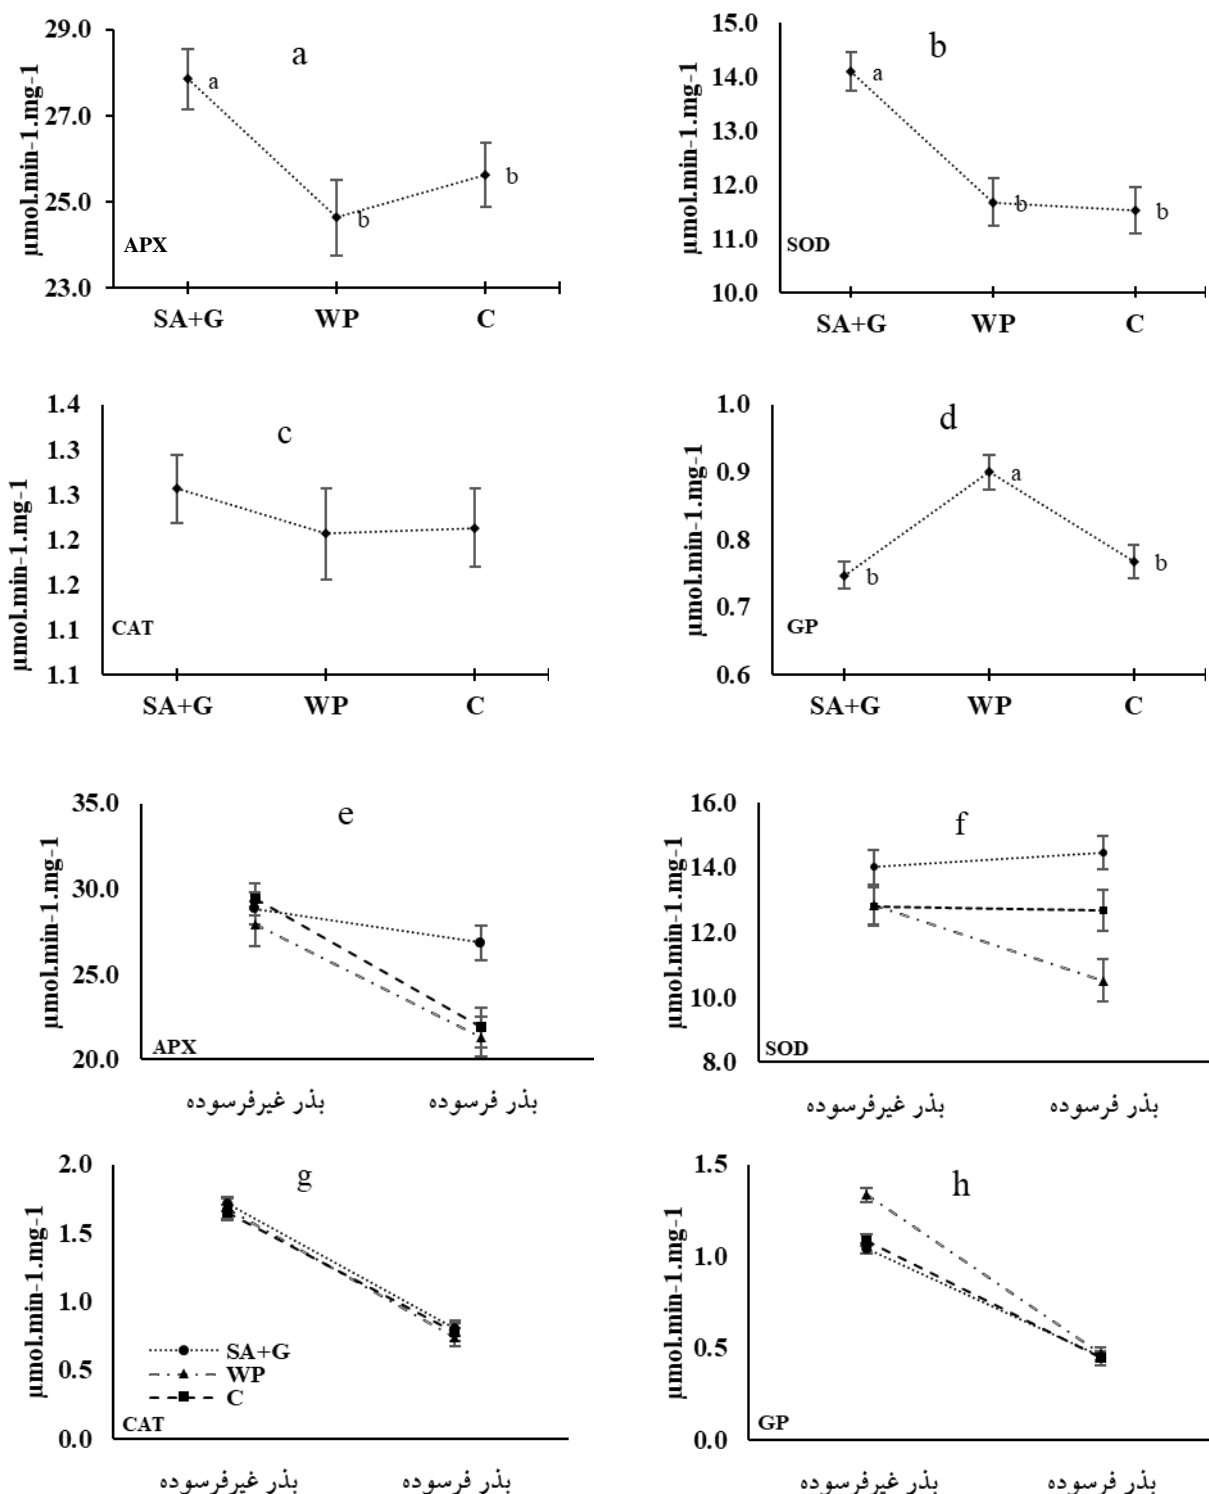 29.0
27.0
25.0
23.0
µmol.min-1.mg-1
a
a
b
b
APX
SA+G WP C
15.0
14.0
13.0
12.0
11.0
10.0
µmol.min-1.mg-1
b
a
b
b
SOD
SA+G WP C
1.4
1.3
1.3
1.2
1.2
1.1
1.1
µmol.min-1.mg-1
c
CAT
SA+G WP C
1.0
0.9
0.8
0.7
0.6
µmol.min-1.mg-1
d
b
a
b
GP
SA+G WP C
35.0
30.0
25.0
20.0
µmol.min-1.mg-1
e
APX
بذر غیرفرسوده
بذر فرسوده
16.0
14.0
12.0
10.0
8.0
µmol.min-1.mg-1
f
SOD
بذر غیرفرسوده
بذر فرسوده
2.0
1.5
1.0
0.5
0.0
µmol.min-1.mg-1
g
SA+G
WP
C
CAT
بذر غیرفرسوده
بذر فرسوده
1.5
1.0
0.5
0.0
µmol.min-1.mg-1
h
GP
بذر غیرفرسوده
بذر فرسوده